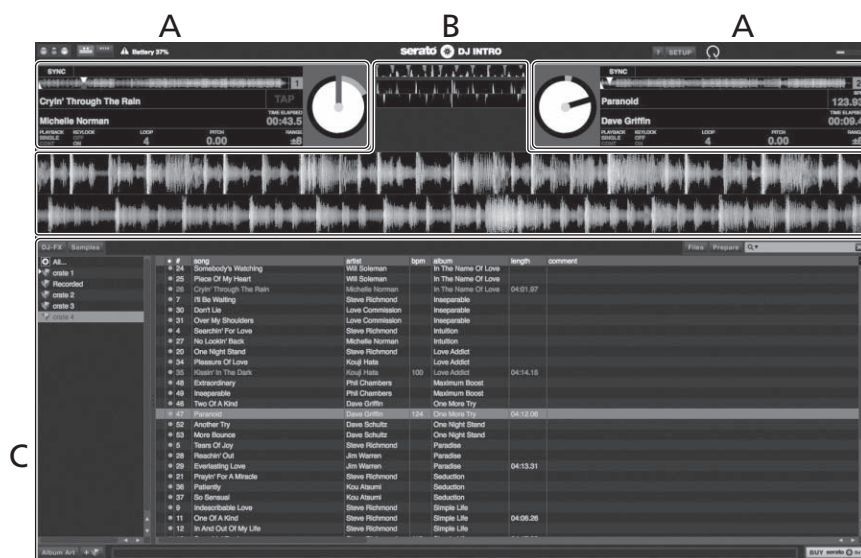 A B A
Battery 37% serato DJ INTRO ? SETUP
SYNC SYNC
1
Cryin' Through The Rain TAP Paranoid 123.93
TIME ELAPSED
Michelle Norman 00:43.5 Dave Griffin 00:09.4
PLAYBACK KEYLOCK LOOP PITCH RANGE PLAYBACK KEYLOCK LOOP PITCH RANGE
SINGLE OFF 4 0.00 ±8 SINGLE OFF 4 0.00 ±8
CONT ON CONT ON
DJ-FX Samples Files Prepare
All... # song artist bpm album length comment
crate 1
Recorded
crate 2
crate 3
crate 4
24 Somebody's Watching Will Soleman In The Name Of Love
25 Piece Of My Heart Will Soleman In The Name Of Love
26 Cryin' Through The Rain Michelle Norman In The Name Of Love 04:01.97
7 I'll Be Waiting Steve Richmond Inseparable
30 Don't Lie Love Commission Inseparable
31 Over My Shoulders Love Commission Inseparable
4 Searchin' For Love Steve Richmond Intuition
27 No Lookin' Back Michelle Norman Intuition
20 One Night Stand Steve Richmond Love Addict
34 Pleasure Of Love Kouji Hata Love Addict
35 Kissin' In The Dark Kouji Hata 100 Love Addict 04:14.15
48 Extraordinary Phil Chambers Maximum Boost
49 Inseparable Phil Chambers Maximum Boost
46 Two Of A Kind Dave Griffin One More Try
47 Paranoid Dave Griffin 124 One More Try 04:12.06
52 Another Try Dave Schultz One Night Stand
53 More Bounce Dave Schultz One Night Stand
5 Tears Of Joy Steve Richmond Paradise
28 Reachin' Out Jim Warren Paradise
29 Everlasting Love Jim Warren Paradise 04:13.31
C
21 Prayin' For A Miracle Steve Richmond Seduction
36 Patiently Kou Atsumi Seduction
37 So Sensual Kou Atsumi Seduction
9 Indescribable Love Steve Richmond Simple Life
11 One Of A Kind Steve Richmond Simple Life 04:06.26
12 In And Out Of My Life Steve Richmond Simple Life
Album Art BUY serato